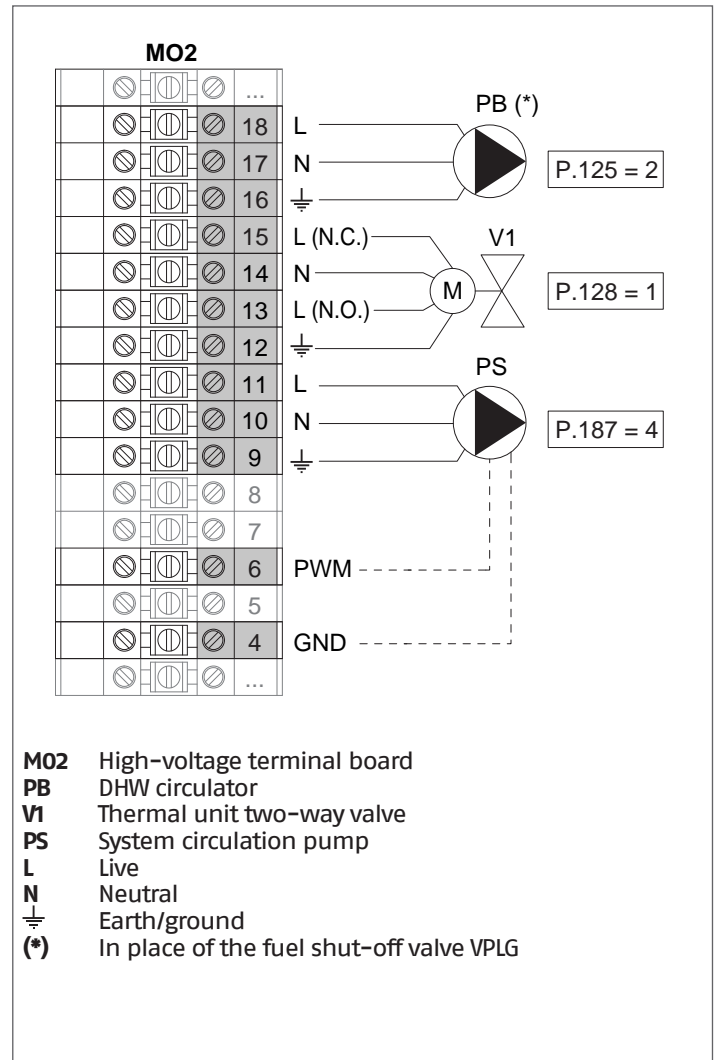 MO2
...
18 L
17 N
16 ⏚
PB (*)
P.125 = 2
15 L (N.C.)
14 N
13 L (N.O.)
12 ⏚
V1
M
P.128 = 1
11 L
10 N
9 ⏚
PS
P.187 = 4
8
7
6 PWM
5
4 GND
...
M02 High-voltage terminal board
PB DHW circulator
V1 Thermal unit two-way valve
PS System circulation pump
L Live
N Neutral
⏚ Earth/ground
(*) In place of the fuel shut-off valve VPLG